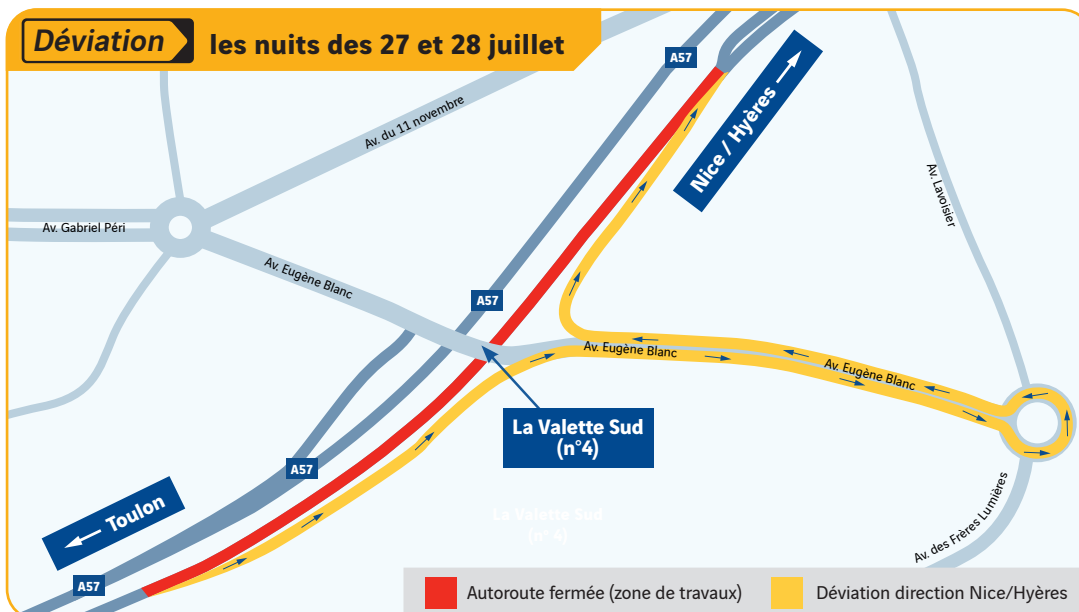 Déviation les nuits des 27 et 28 juillet
A57
Nice / Hyères
Av. du 11 novembre
Av. Lavoisier
Av. Gabriel Péri
Av. Eugène Blanc
A57
Av. Eugène Blanc
Av. Eugène Blanc
La Valette Sud
(n°4)
A57
Toulon
La Valette Sud
(n° 4)
Av. des Frères Lumières
A57
Autoroute fermée (zone de travaux)
Déviation direction Nice/Hyères